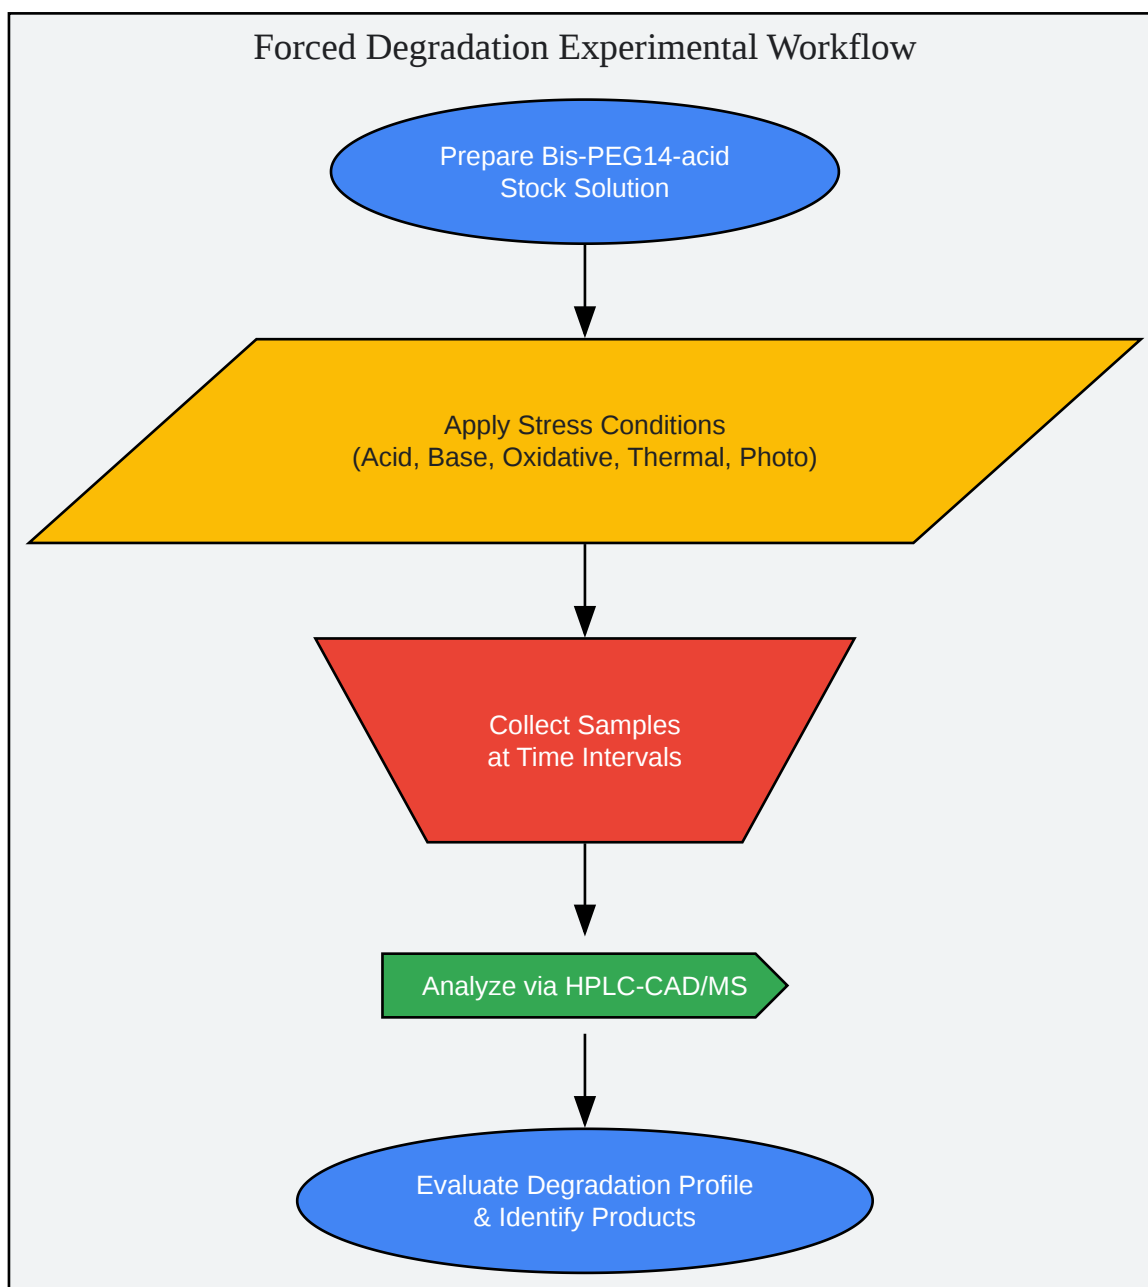 Forced Degradation Experimental Workflow
Prepare Bis-PEG14-acid
Stock Solution
Apply Stress Conditions
(Acid, Base, Oxidative, Thermal, Photo)
Collect Samples
at Time Intervals
Analyze via HPLC-CAD/MS
Evaluate Degradation Profile
& Identify Products